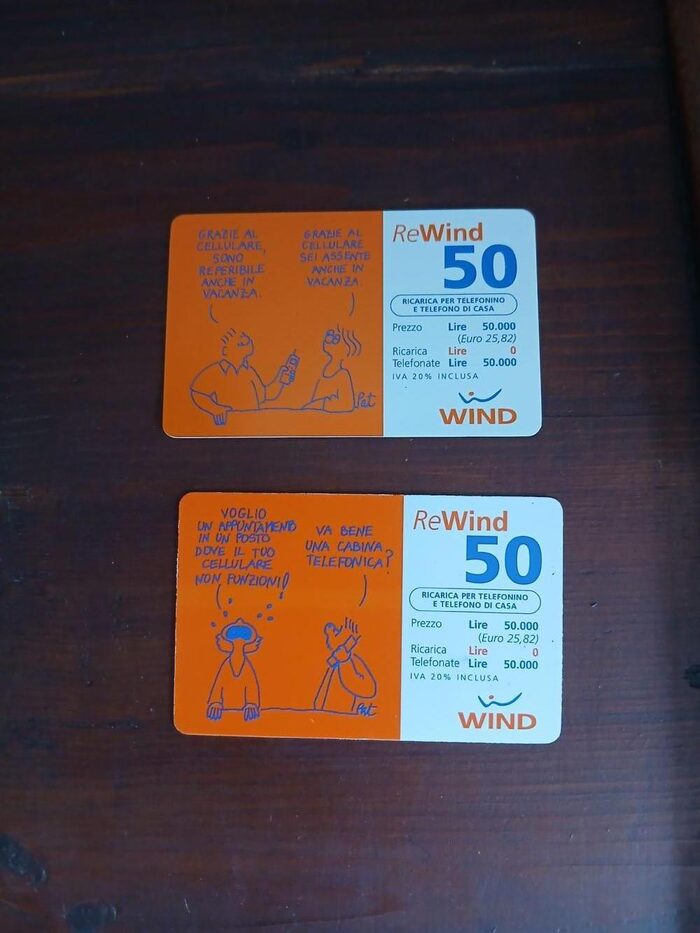 GRAZIE AL
CELLULARE,
SONO
REPERIBILE
ANCHE IN
VACANZA.
GRAZIE AL
CELLULARE
SEI ASSENTE
ANCHE IN
VACANZA.
Pat
ReWind
50
RICARICA PER TELEFONINO
E TELEFONO DI CASA
Prezzo Lire 50.000
(Euro 25,82)
Ricarica Lire 0
Telefonate Lire 50.000
IVA 20% INCLUSA
WIND
VOGLIO
UN APPUNTAMENTO
IN UN POSTO
DOVE IL TUO
CELLULARE
NON FUNZIONI!
VA BENE
UNA CABINA
TELEFONICA?
Pat
ReWind
50
RICARICA PER TELEFONINO
E TELEFONO DI CASA
Prezzo Lire 50.000
(Euro 25,82)
Ricarica Lire 0
Telefonate Lire 50.000
IVA 20% INCLUSA
WIND